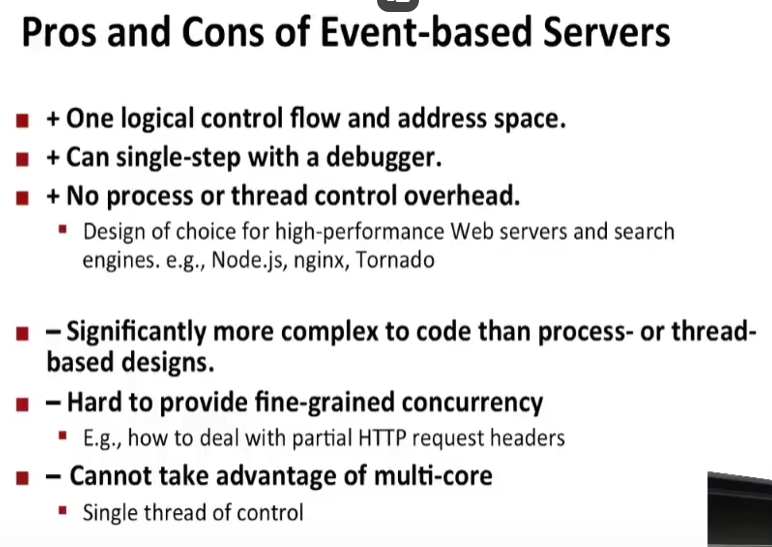 Pros and Cons of Event-based Servers
+ One logical control flow and address space.
+ Can single-step with a debugger.
+ No process or thread control overhead.
Design of choice for high-performance Web servers and search
engines. e.g., Node.js, nginx, Tornado
– Significantly more complex to code than process- or thread-
based designs.
– Hard to provide fine-grained concurrency
E.g., how to deal with partial HTTP request headers
– Cannot take advantage of multi-core
Single thread of control